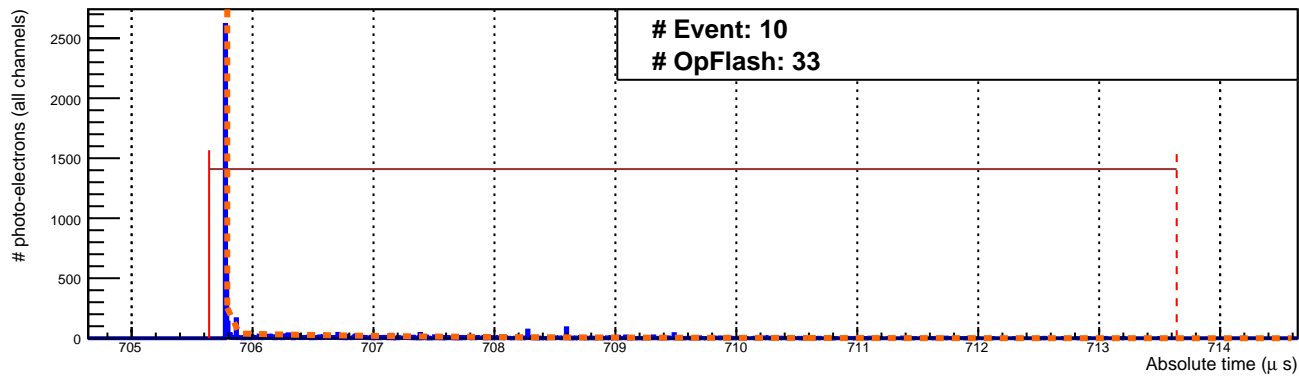 # Event: 10
# OpFlash: 33
# photo-electrons (all channels)
2500
2000
1500
1000
500
0
705 706 707 708 709 710 711 712 713 714
Absolute time (μ s)